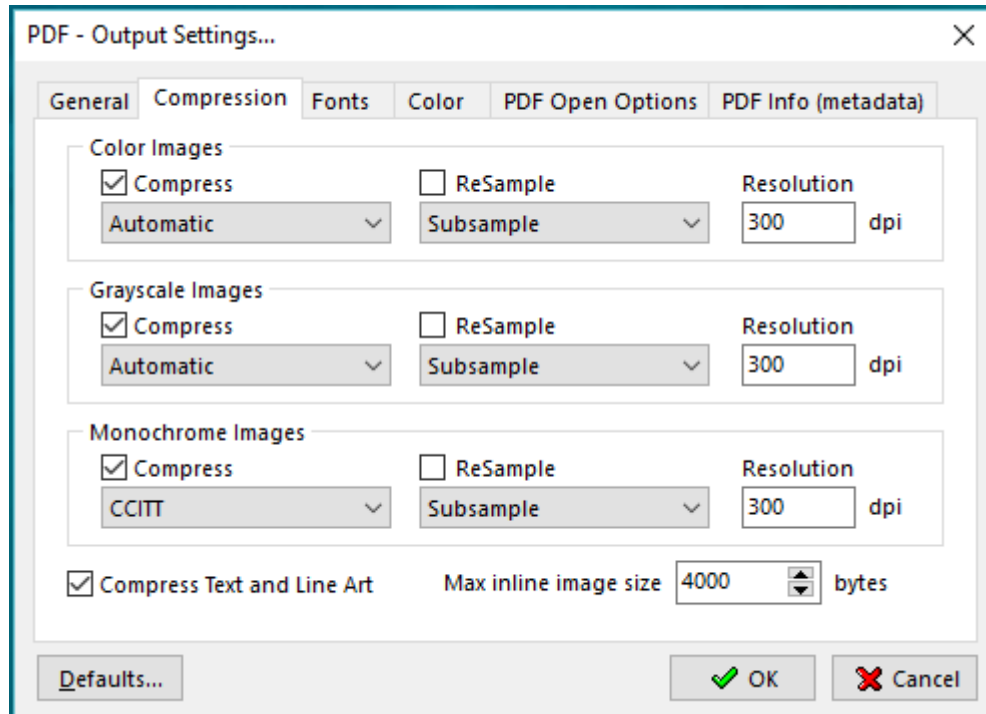 PDF - Output Settings...
General Compression Fonts Color PDF Open Options PDF Info (metadata)
Color Images
Compress ReSample Resolution
Automatic Subsample 300 dpi
Grayscale Images
Compress ReSample Resolution
Automatic Subsample 300 dpi
Monochrome Images
Compress ReSample Resolution
CCITT Subsample 300 dpi
Compress Text and Line Art Max inline image size 4000 bytes
Defaults... OK Cancel